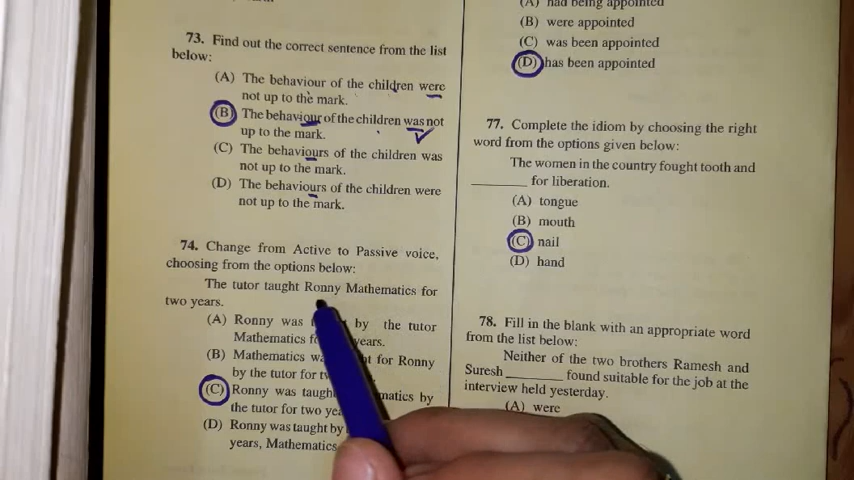 73. Find out the correct sentence from the list
below:
(A) The behaviour of the children were
not up to the mark.
(B) The behaviour of the children was not
up to the mark.
(C) The behaviours of the children was
not up to the mark.
(D) The behaviours of the children were
not up to the mark.
74. Change from Active to Passive voice,
choosing from the options below:
The tutor taught Ronny Mathematics for
two years.
(A) Ronny was by the tutor
Mathematics years.
(B) Mathematics for Ronny
by the tutor for
(C) Ronny was by
the tutor for two
(D) Ronny was taught by
years, Mathematics
(A) had being appointed
(B) were appointed
(C) was been appointed
(D) has been appointed
77. Complete the idiom by choosing the right
word from the options given below:
The women in the country fought tooth and
_______ for liberation.
(A) tongue
(B) mouth
(C) nail
(D) hand
78. Fill in the blank with an appropriate word
from the list below:
Neither of the two brothers Ramesh and
Suresh _______ found suitable for the job at the
interview held yesterday.
(A) were